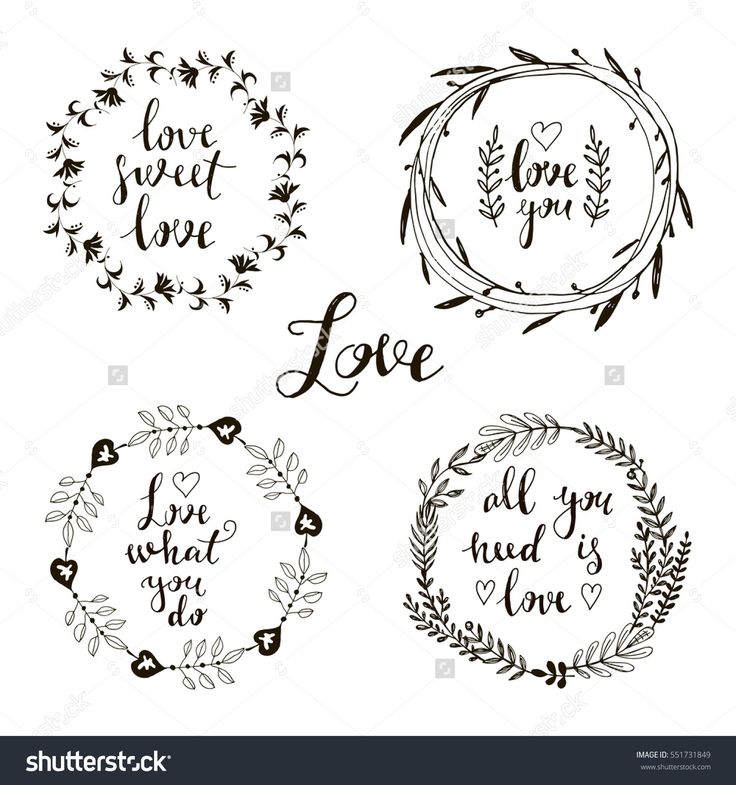 love
sweet
love
love
you
Love
Love
what
you
do
all you
need is
love
shutterstock®
IMAGE ID: 551731849
www.shutterstock.com